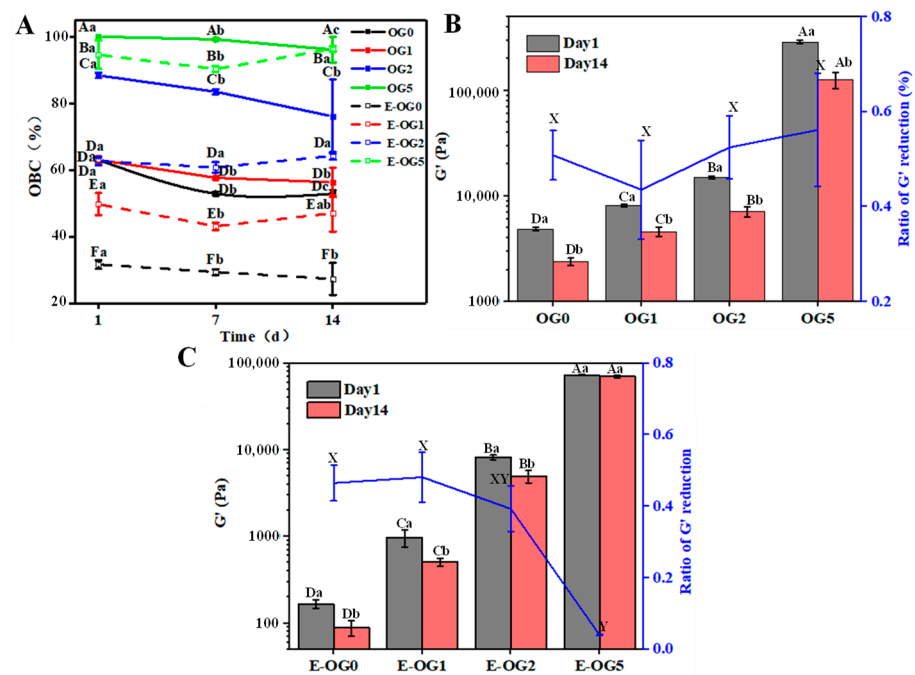 A
OBC (%)
100
80
60
40
20
1
7
14
Time (d)
Aa
Ba
Ca
Da
Da
Da
Ea
Fa
Ab
Bb
Cb
Da
Db
Db
Eb
Fb
Ac
Ba
Cb
Da
Db
Dc
Eab
Fb
OG0
OG1
OG2
OG5
E-OG0
E-OG1
E-OG2
E-OG5
B
G' (Pa)
100,000
10,000
1000
Day1
Day14
X
X
X
X
Da
Db
Ca
Cb
Ba
Bb
Aa
Ab
OG0
OG1
OG2
OG5
0.8
0.6
0.4
0.2
Ratio of G' reduction (%)
C
G' (Pa)
100,000
10,000
1000
100
Day1
Day14
X
X
XY
Y
Da
Db
Ca
Cb
Ba
Bb
Aa
Aa
E-OG0
E-OG1
E-OG2
E-OG5
0.8
0.6
0.4
0.2
0.0
Ratio of G' reduction